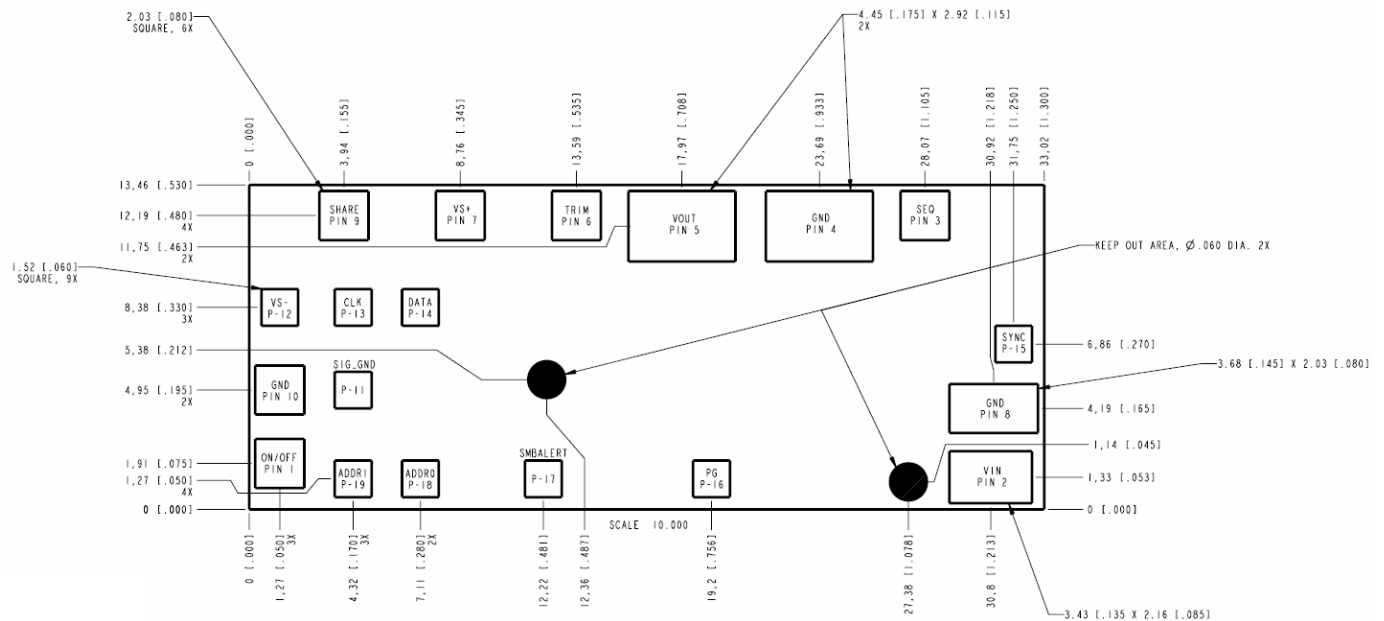 2.03 [.080]
SQUARE, 6X
4.45 [.175] X 2.92 [.115]
2X
0 [.000]
3,94 [.155]
8,76 [.345]
13,59 [.535]
17,97 [.708]
23,69 [.933]
28,07 [1.105]
30,92 [1.218]
31,75 [1.250]
33,02 [1.300]
13,46 [.530]
12,19 [.480]
4X
11,75 [.463]
2X
SHARE
PIN 9
VS+
PIN 7
TRIM
PIN 6
VOUT
PIN 5
GND
PIN 4
SEQ
PIN 3
KEEP OUT AREA, Ø.060 DIA. 2X
1.52 [.060]
SQUARE, 9X
8,38 [.330]
3X
VS-
P-12
CLK
P-13
DATA
P-14
SYNC
P-15
6,86 [.270]
5,38 [.212]
3.68 [.145] X 2.03 [.080]
4,95 [.195]
2X
GND
PIN 10
SIG_GND
P-11
GND
PIN 8
4,19 [.165]
1,14 [.045]
1,91 [.075]
1,27 [.050]
4X
ON/OFF
PIN 1
ADDR1
P-19
ADDR0
P-18
SMBALERT
P-17
PG
P-16
VIN
PIN 2
1,33 [.053]
0 [.000]
0 [.000]
SCALE 10.000
0 [.000]
1,27 [.050]
3X
4,32 [.170]
3X
7,11 [.280]
2X
12,22 [.481]
12,36 [.487]
19,2 [.756]
27,38 [1.078]
30,8 [1.213]
3.43 [.135 X 2.16 [.085]